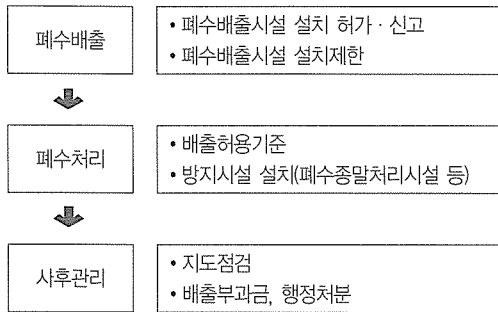 폐수배출
• 폐수배출시설 설치 허가 · 신고
• 폐수배출시설 설치제한
폐수처리
• 배출허용기준
• 방지시설 설치(폐수종말처리시설 등)
사후관리
• 지도점검
• 배출부과금, 행정처분